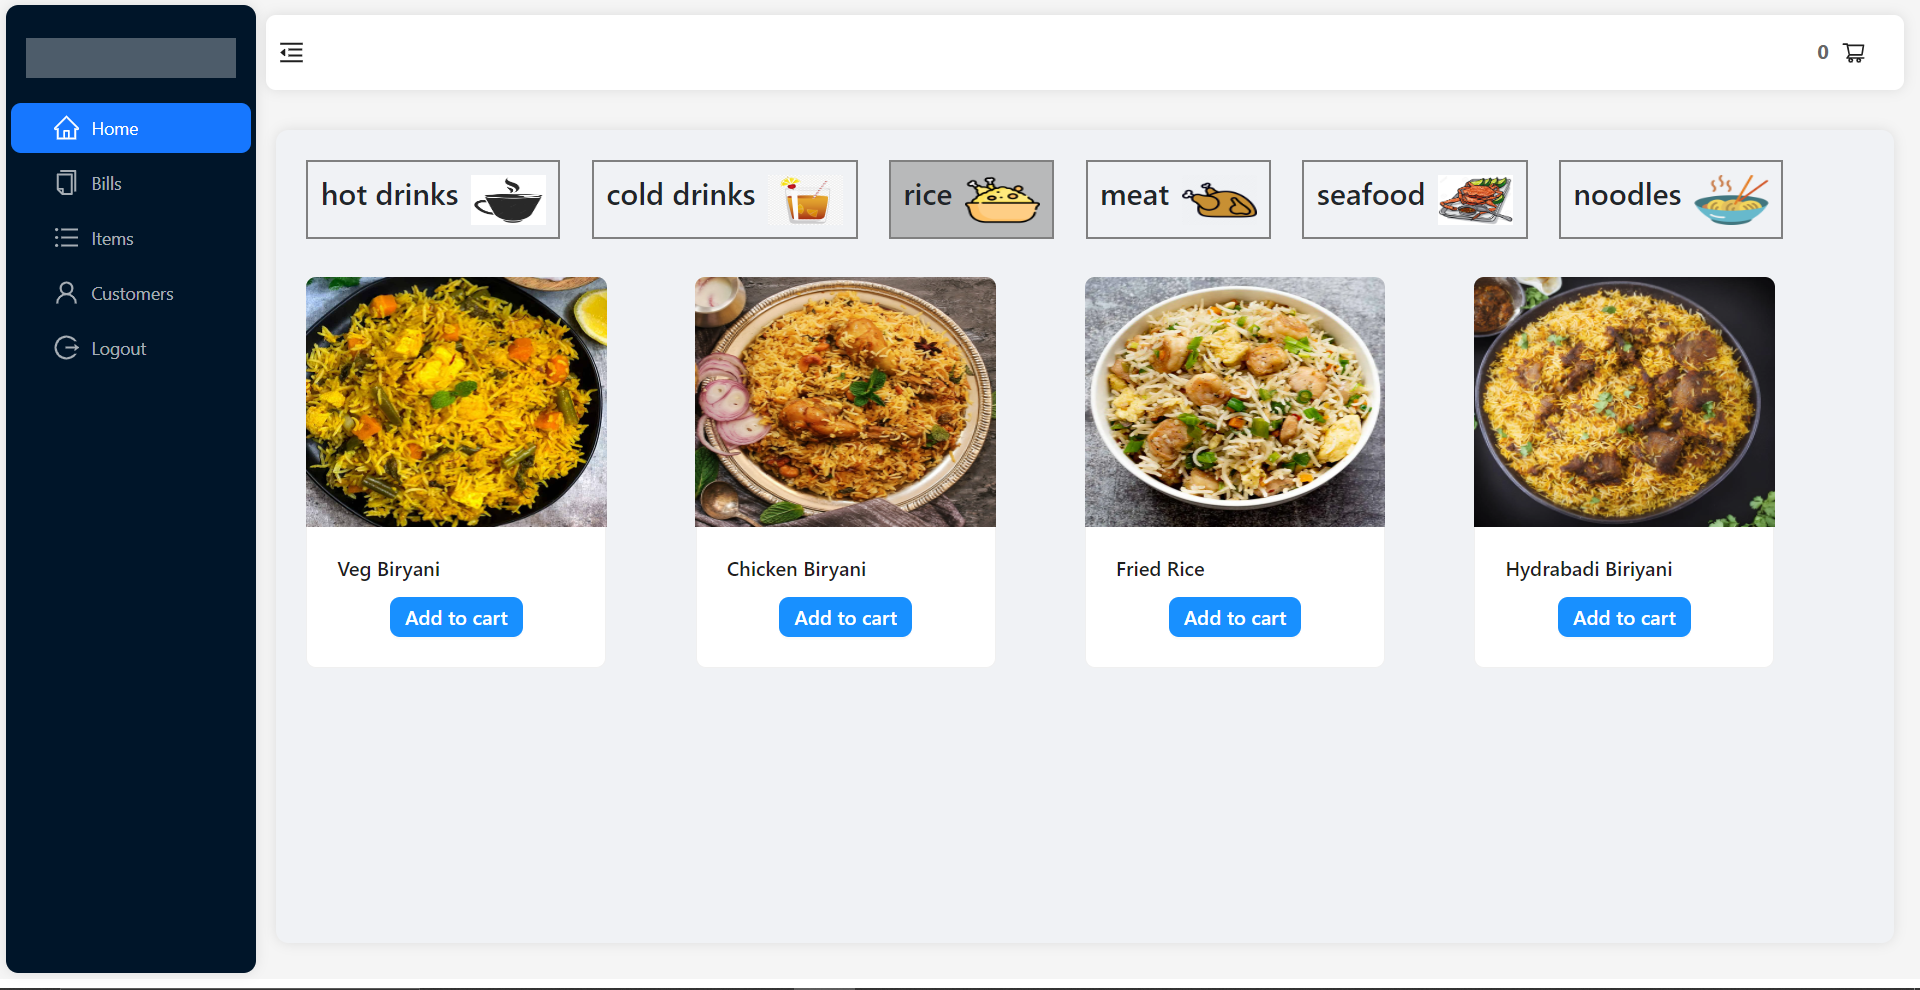 0
Home
Bills
Items
Customers
Logout
hot drinks
cold drinks
rice
meat
seafood
noodles
Veg Biryani
Add to cart
Chicken Biryani
Add to cart
Fried Rice
Add to cart
Hydrabadi Biriyani
Add to cart